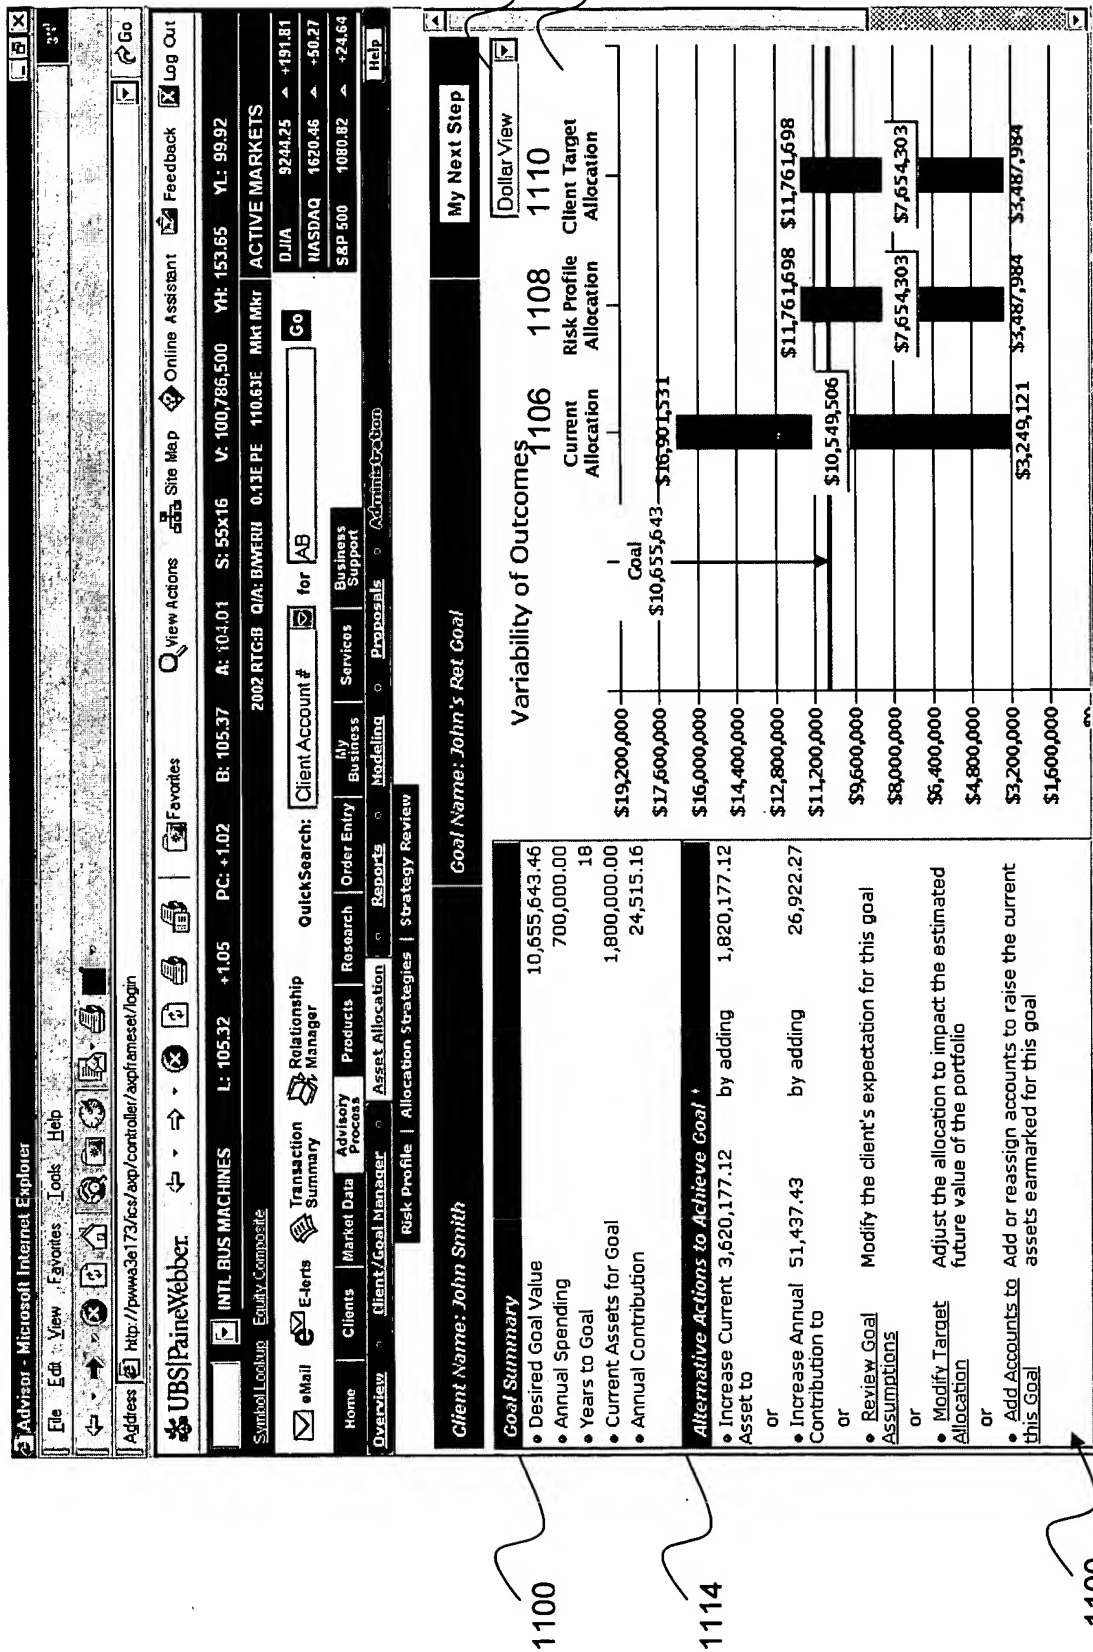 Advisor - Microsoft Internet Explorer
File Edit View Favorites Tools Help
Address http://pwwa3e173/ics/axp/controller/axpframeset/login
Go
UBS|PaineWebber.
Favorites
View Actions Site Map Online Assistant Feedback Log Out
INTL BUS MACHINES L: 105.32 +1.05 PC: +1.02 B: 105.37 A: 104.01 S: 55x16 V: 100,786,500 YH: 153.65 YL: 99.92
Symbol Lookup Equity Composite 2002 RTG:B Q/A: B/WERN 0.13E PE 110.63E Mkt Mkr
ACTIVE MARKETS
DJIA 9244.25 +191.81
NASDAQ 1620.46 +50.27
S&P 500 1080.82 +24.64
eMail E-lerts Transaction Summary Relationship Manager QuickSearch: Client Account # for AB Go
Home Clients Market Data Advisory Process Products Research Order Entry My Business Services Business Support
Overview Client/Goal Manager Asset Allocation Reports Modeling Proposals Administration Help
Risk Profile | Allocation Strategies | Strategy Review
Client Name: John Smith Goal Name: John's Ret Goal My Next Step
Goal Summary
• Desired Goal Value 10,655,643.46
• Annual Spending 700,000.00
• Years to Goal 18
• Current Assets for Goal 1,800,000.00
• Annual Contribution 24,515.16
Alternative Actions to Achieve Goal
• Increase Current 3,620,177.12 by adding 1,820,177.12
Asset to
or
• Increase Annual 51,437.43 by adding 26,922.27
Contribution to
or
• Review Goal Modify the client's expectation for this goal
Assumptions
or
• Modify Target Adjust the allocation to impact the estimated
Allocation future value of the portfolio
or
• Add Accounts to Add or reassign accounts to raise the current
this Goal assets earmarked for this goal
Dollar View
Variability of Outcomes
1106 1108 1110
Current Risk Profile Client Target
Allocation Allocation Allocation
Goal
$10,655,643
$16,901,531
$10,549,506
$3,249,121
$11,761,698
$7,654,303
$3,487,984
$11,761,698
$7,654,303
$3,487,984
$19,200,000
$17,600,000
$16,000,000
$14,400,000
$12,800,000
$11,200,000
$9,600,000
$8,000,000
$6,400,000
$4,800,000
$3,200,000
$1,600,000
$0
1100
1114